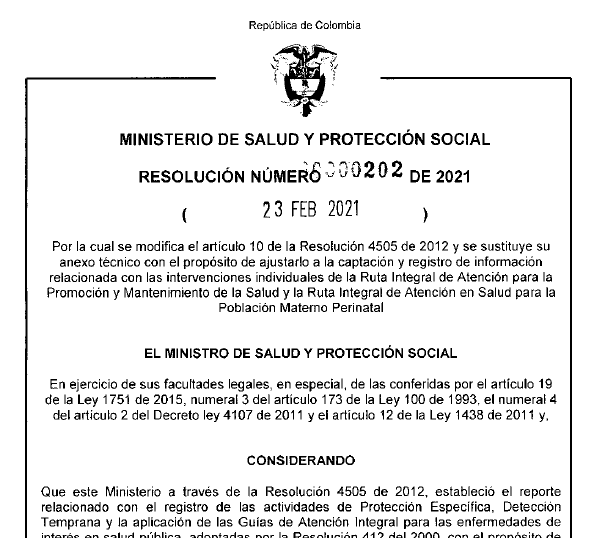 República de Colombia
MINISTERIO DE SALUD Y PROTECCIÓN SOCIAL
RESOLUCIÓN NÚMERO 0000202 DE 2021
( 23 FEB 2021 )
Por la cual se modifica el artículo 10 de la Resolución 4505 de 2012 y se sustituye su
anexo técnico con el propósito de ajustarlo a la captación y registro de información
relacionada con las intervenciones individuales de la Ruta Integral de Atención para la
Promoción y Mantenimiento de la Salud y la Ruta Integral de Atención en Salud para la
Población Materno Perinatal
EL MINISTRO DE SALUD Y PROTECCIÓN SOCIAL
En ejercicio de sus facultades legales, en especial, de las conferidas por el artículo 19
de la Ley 1751 de 2015, numeral 3 del artículo 173 de la Ley 100 de 1993, el numeral 4
del artículo 2 del Decreto ley 4107 de 2011 y el artículo 12 de la Ley 1438 de 2011 y,
CONSIDERANDO
Que este Ministerio a través de la Resolución 4505 de 2012, estableció el reporte
relacionado con el registro de las actividades de Protección Específica, Detección
Temprana y la aplicación de las Guías de Atención Integral para las enfermedades de
interés en salud pública, adoptadas por la Resolución 412 del 2000, con el propósito de